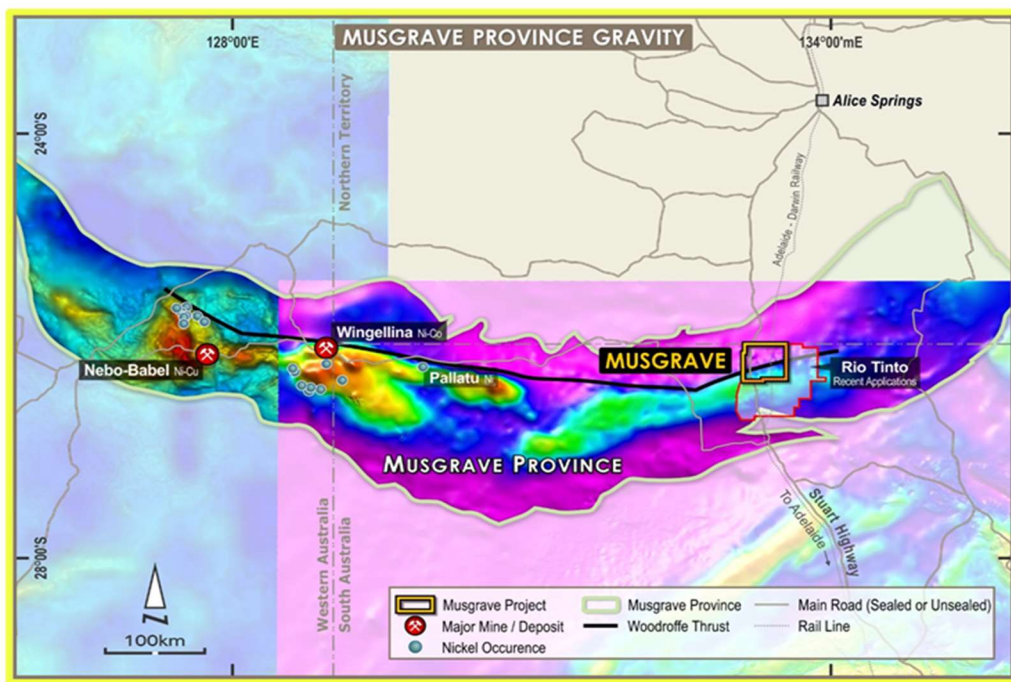 MUSGRAVE PROVINCE GRAVITY
128°00'E
134°00'mE
24°00'S
Alice Springs
Northern Territory
Adelaide - Darwin Railway
Wingellina Ni-Co
Nebo-Babel Ni-Cu
Pallatu Ni
MUSGRAVE
Rio Tinto
Recent Applications
MUSGRAVE PROVINCE
Western Australia
South Australia
28°00'S
To Adelaide
Stuart Highway
N
100km
Musgrave Project
Major Mine / Deposit
Nickel Occurence
Musgrave Province
Woodroffe Thrust
Main Road (Sealed or Unsealed)
Rail Line